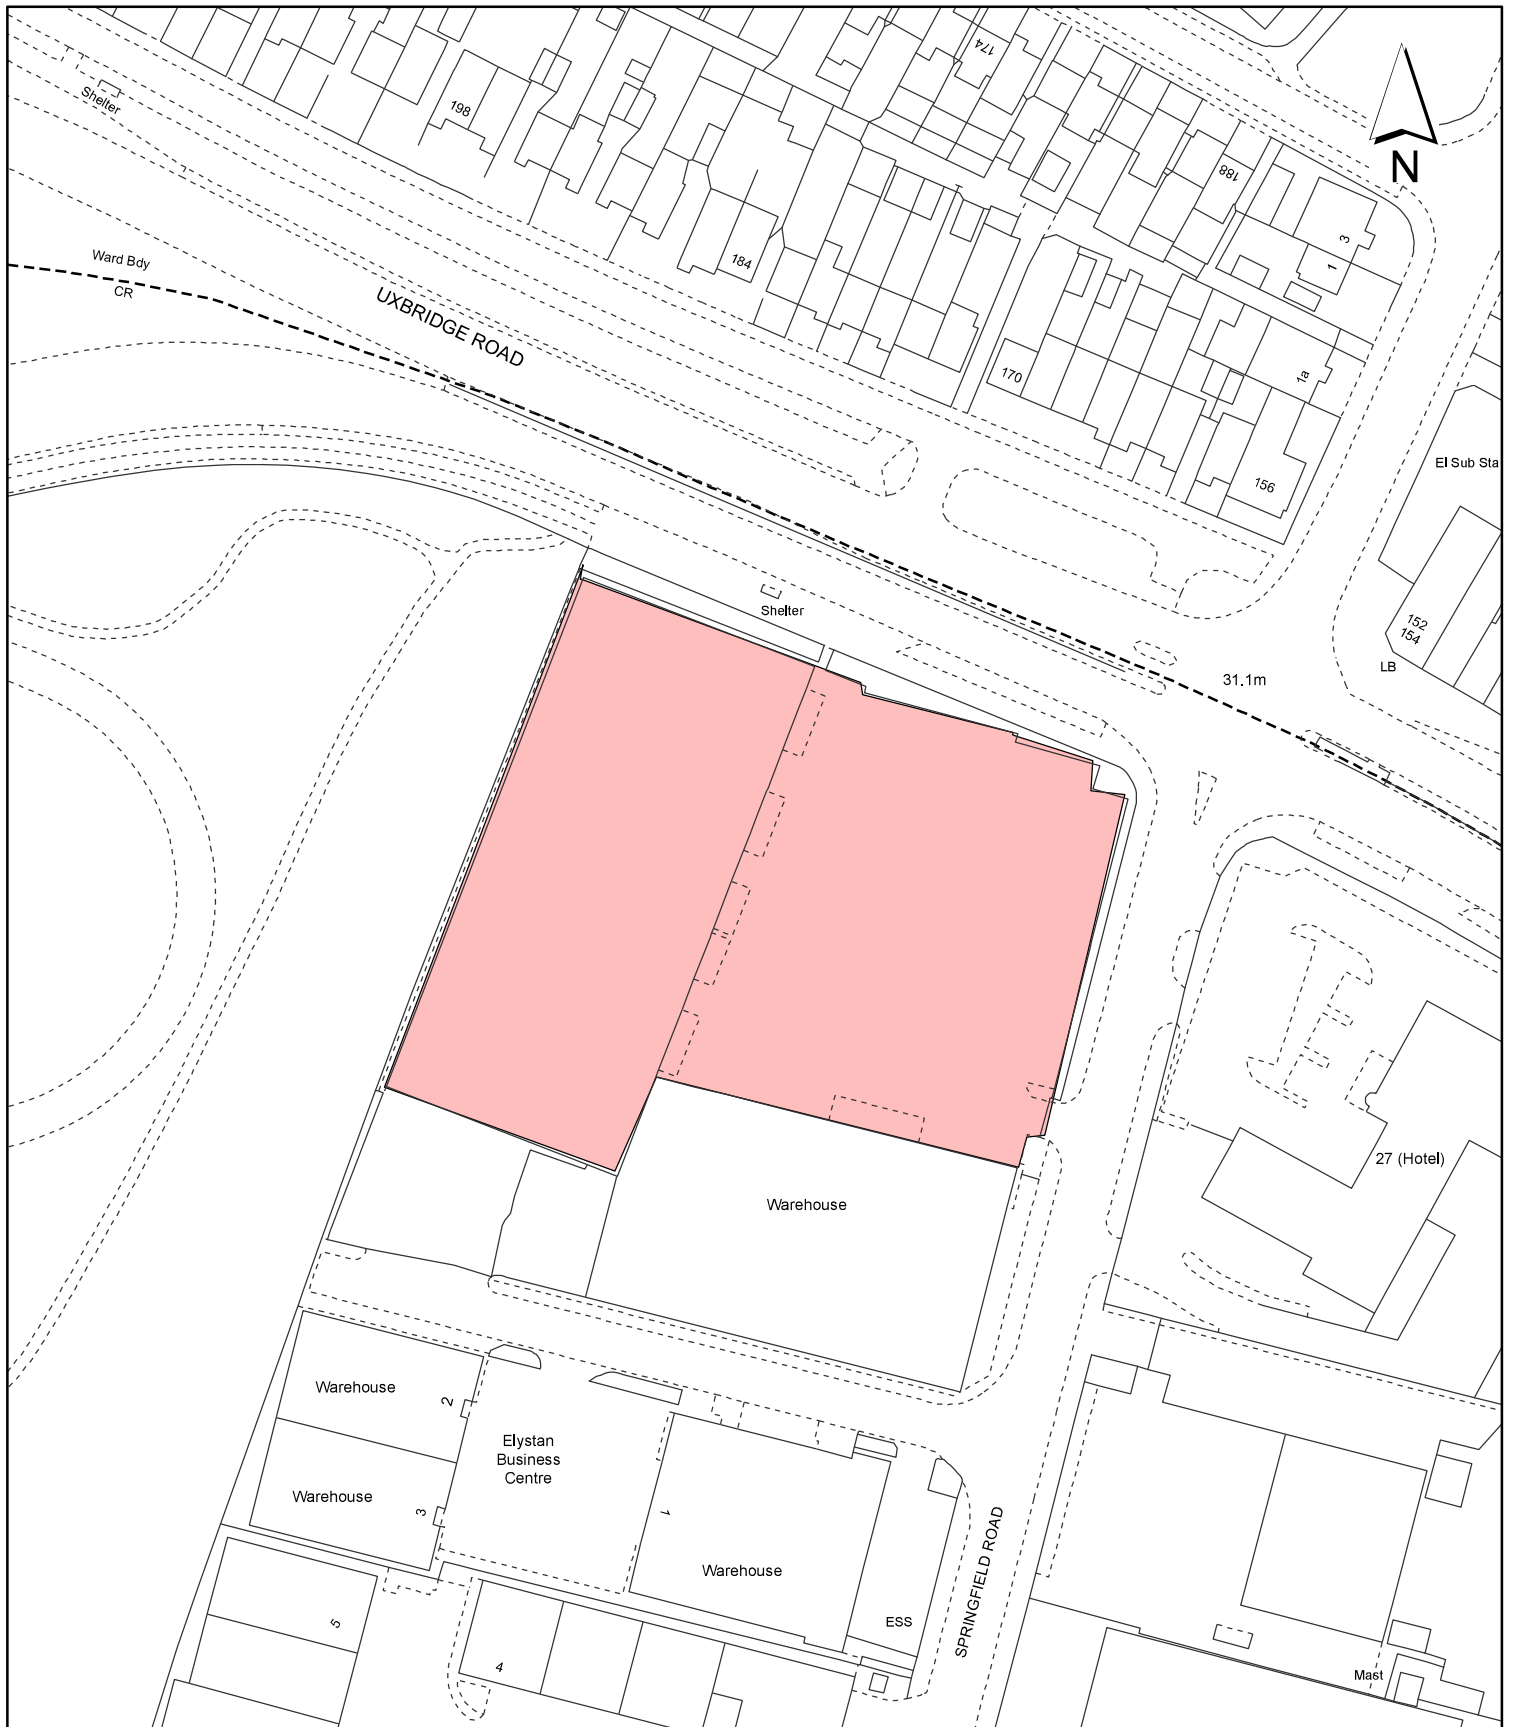 174
198
Shelter
188
N
3
1
184
Ward Bdy
CR
UXBRIDGE ROAD
170
1a
El Sub Sta
156
Shelter
152
154
LB
31.1m
27 (Hotel)
Warehouse
Warehouse
2
Elystan
Business
Centre
Warehouse
3
1
Warehouse
SPRINGFIELD ROAD
ESS
5
4
Mast